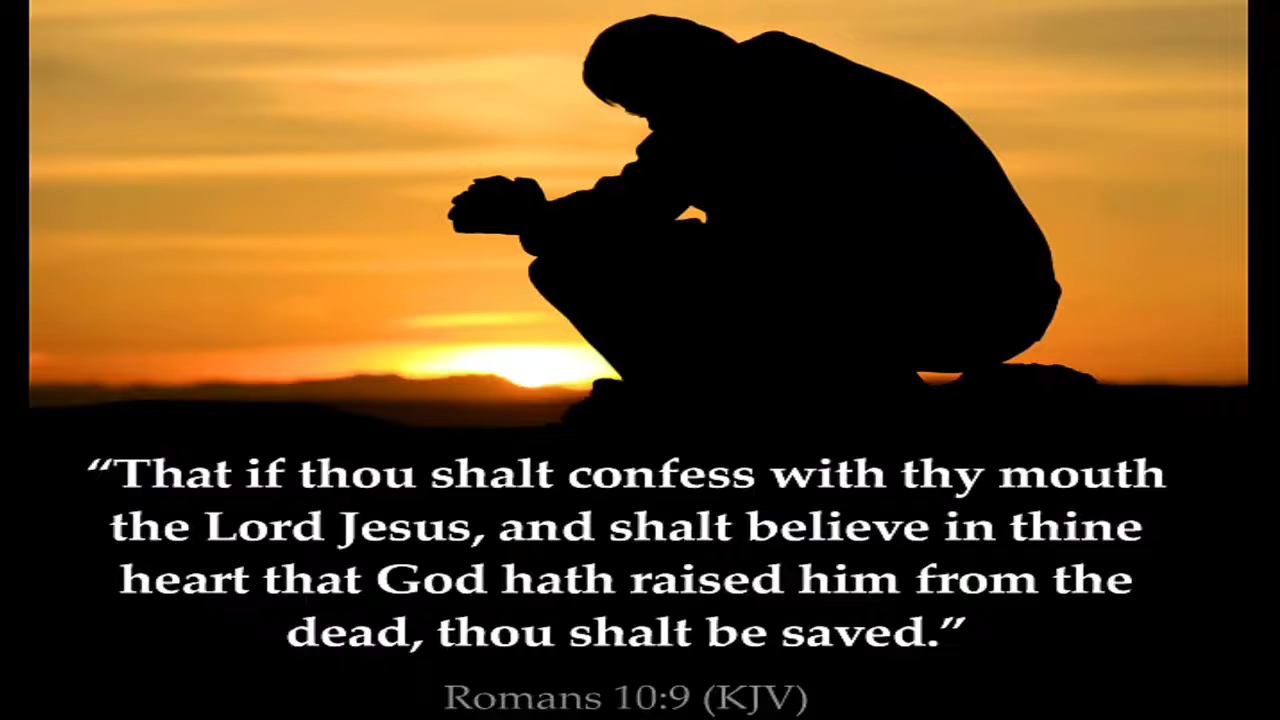 “That if thou shalt confess with thy mouth
the Lord Jesus, and shalt believe in thine
heart that God hath raised him from the
dead, thou shalt be saved.”
Romans 10:9 (KJV)